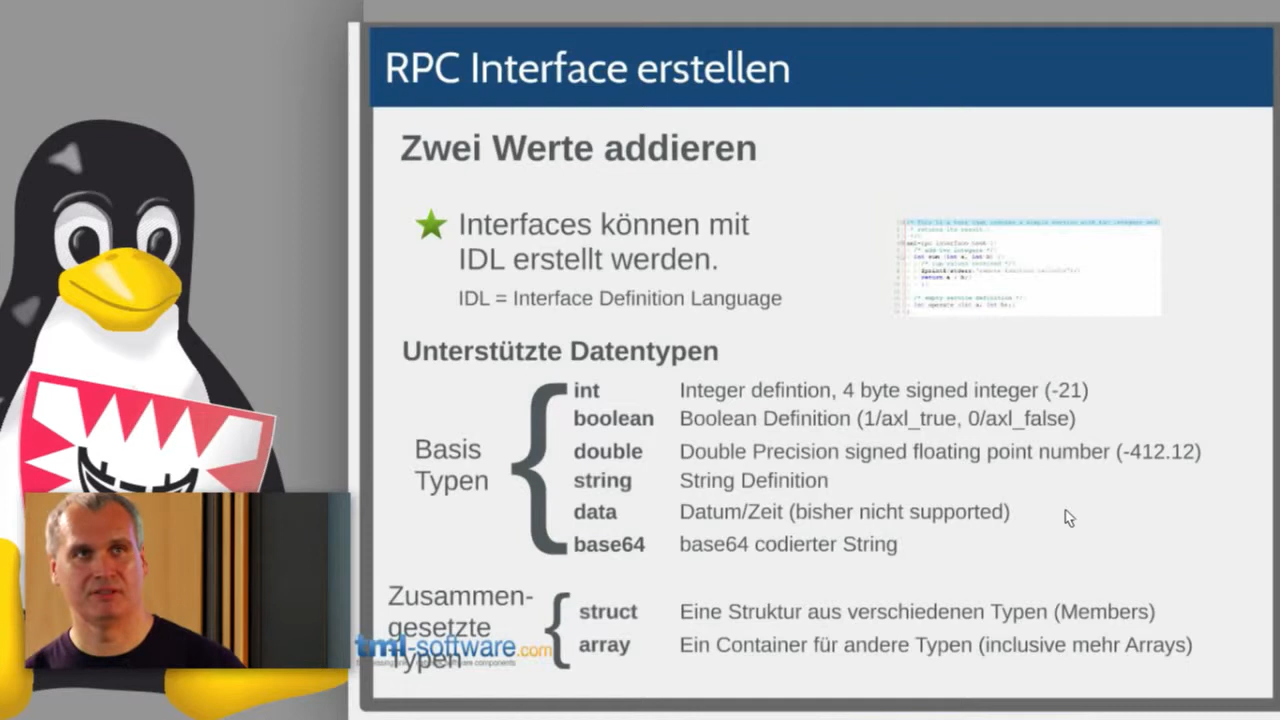 RPC Interface erstellen
Zwei Werte addieren
Interfaces können mit
IDL erstellt werden.
IDL = Interface Definition Language
Unterstützte Datentypen
Basis
Typen
int Integer defintion, 4 byte signed integer (-21)
boolean Boolean Definition (1/axl_true, 0/axl_false)
double Double Precision signed floating point number (-412.12)
string String Definition
data Datum/Zeit (bisher nicht supported)
base64 base64 codierter String
Zusammen-
gesetzte
Typen
struct Eine Struktur aus verschiedenen Typen (Members)
array Ein Container für andere Typen (inclusive mehr Arrays)
tml-software.com